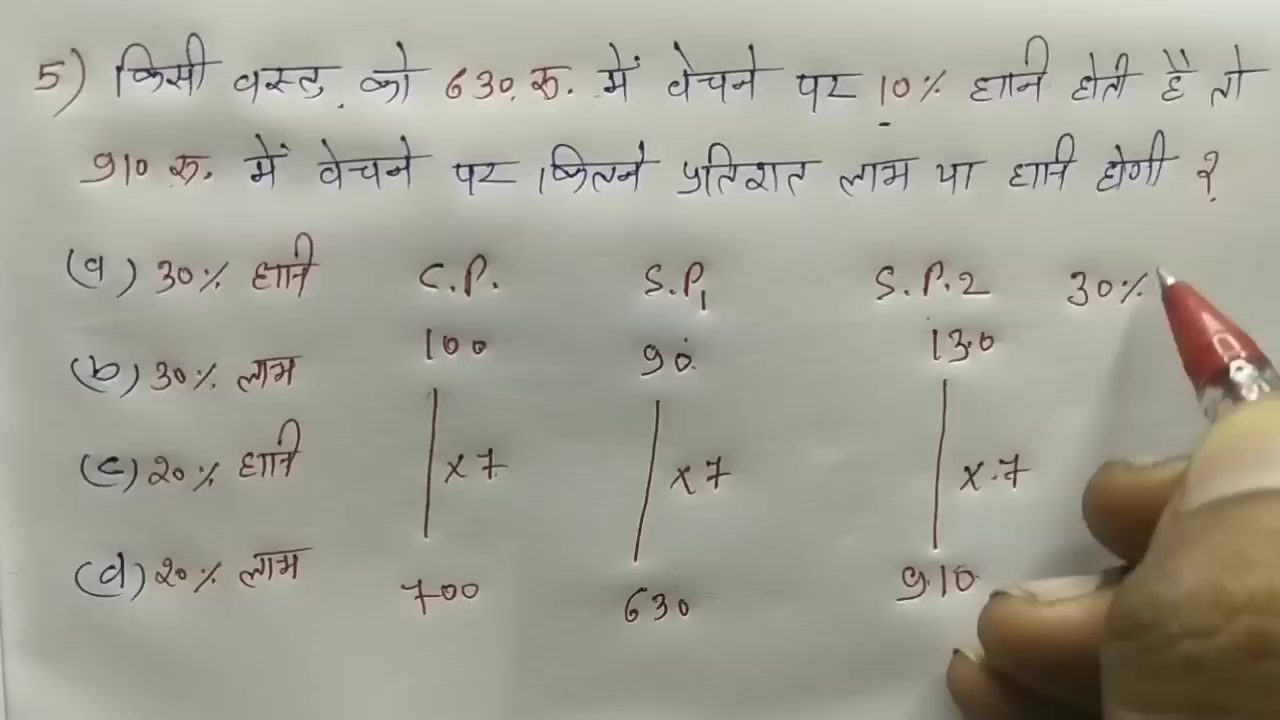 5) किसी वस्तु को 630 रु. में बेचने पर 10% हानि होती है तो
910 रु. में बेचने पर कितने प्रतिशत लाभ या हानि होगी ?
(a) 30% हानि
(b) 30% लाभ
(c) 20% हानि
(d) 20% लाभ
C.P. S.P1 S.P.2 30%
100 90 130
x7 x7 x.7
700 630 910